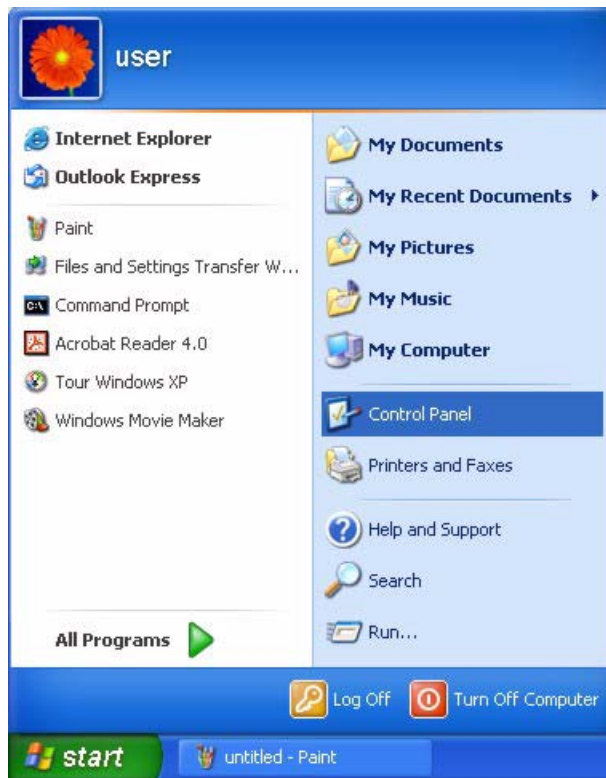 user
Internet Explorer
Outlook Express
Paint
Files and Settings Transfer W...
Command Prompt
Acrobat Reader 4.0
Tour Windows XP
Windows Movie Maker
All Programs
My Documents
My Recent Documents
My Pictures
My Music
My Computer
Control Panel
Printers and Faxes
Help and Support
Search
Run...
Log Off
Turn Off Computer
start
untitled - Paint